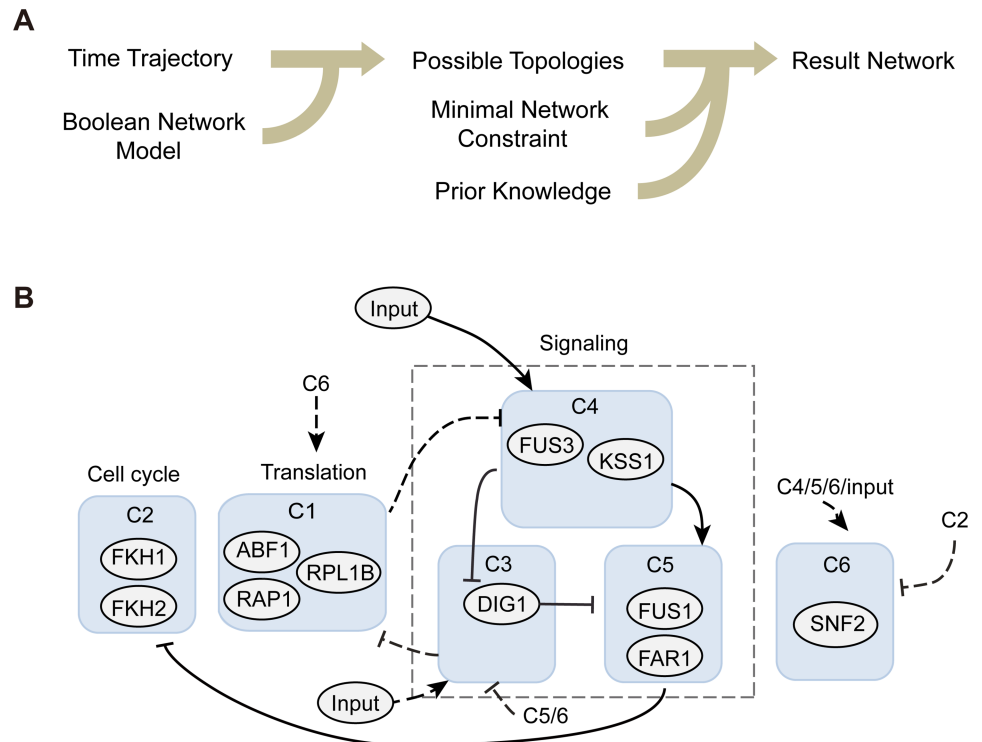 A
Time Trajectory
Possible Topologies
Result Network
Boolean Network
Model
Minimal Network
Constraint
Prior Knowledge
B
Input
Signaling
C6
C4
FUS3
KSS1
Cell cycle
Translation
C4/5/6/input
C2
C2
FKH1
FKH2
C1
ABF1
RPL1B
RAP1
C3
DIG1
C5
FUS1
FAR1
C6
SNF2
Input
C5/6